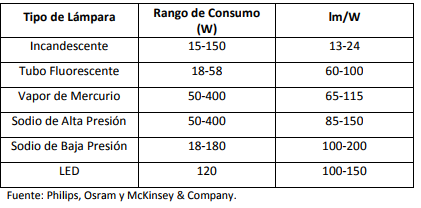 Tipo de Lámpara Rango de Consumo (W) lm/W
Incandescente 15-150 13-24
Tubo Fluorescente 18-58 60-100
Vapor de Mercurio 50-400 65-115
Sodio de Alta Presión 50-400 85-150
Sodio de Baja Presión 18-180 100-200
LED 120 100-150
Fuente: Philips, Osram y McKinsey & Company.